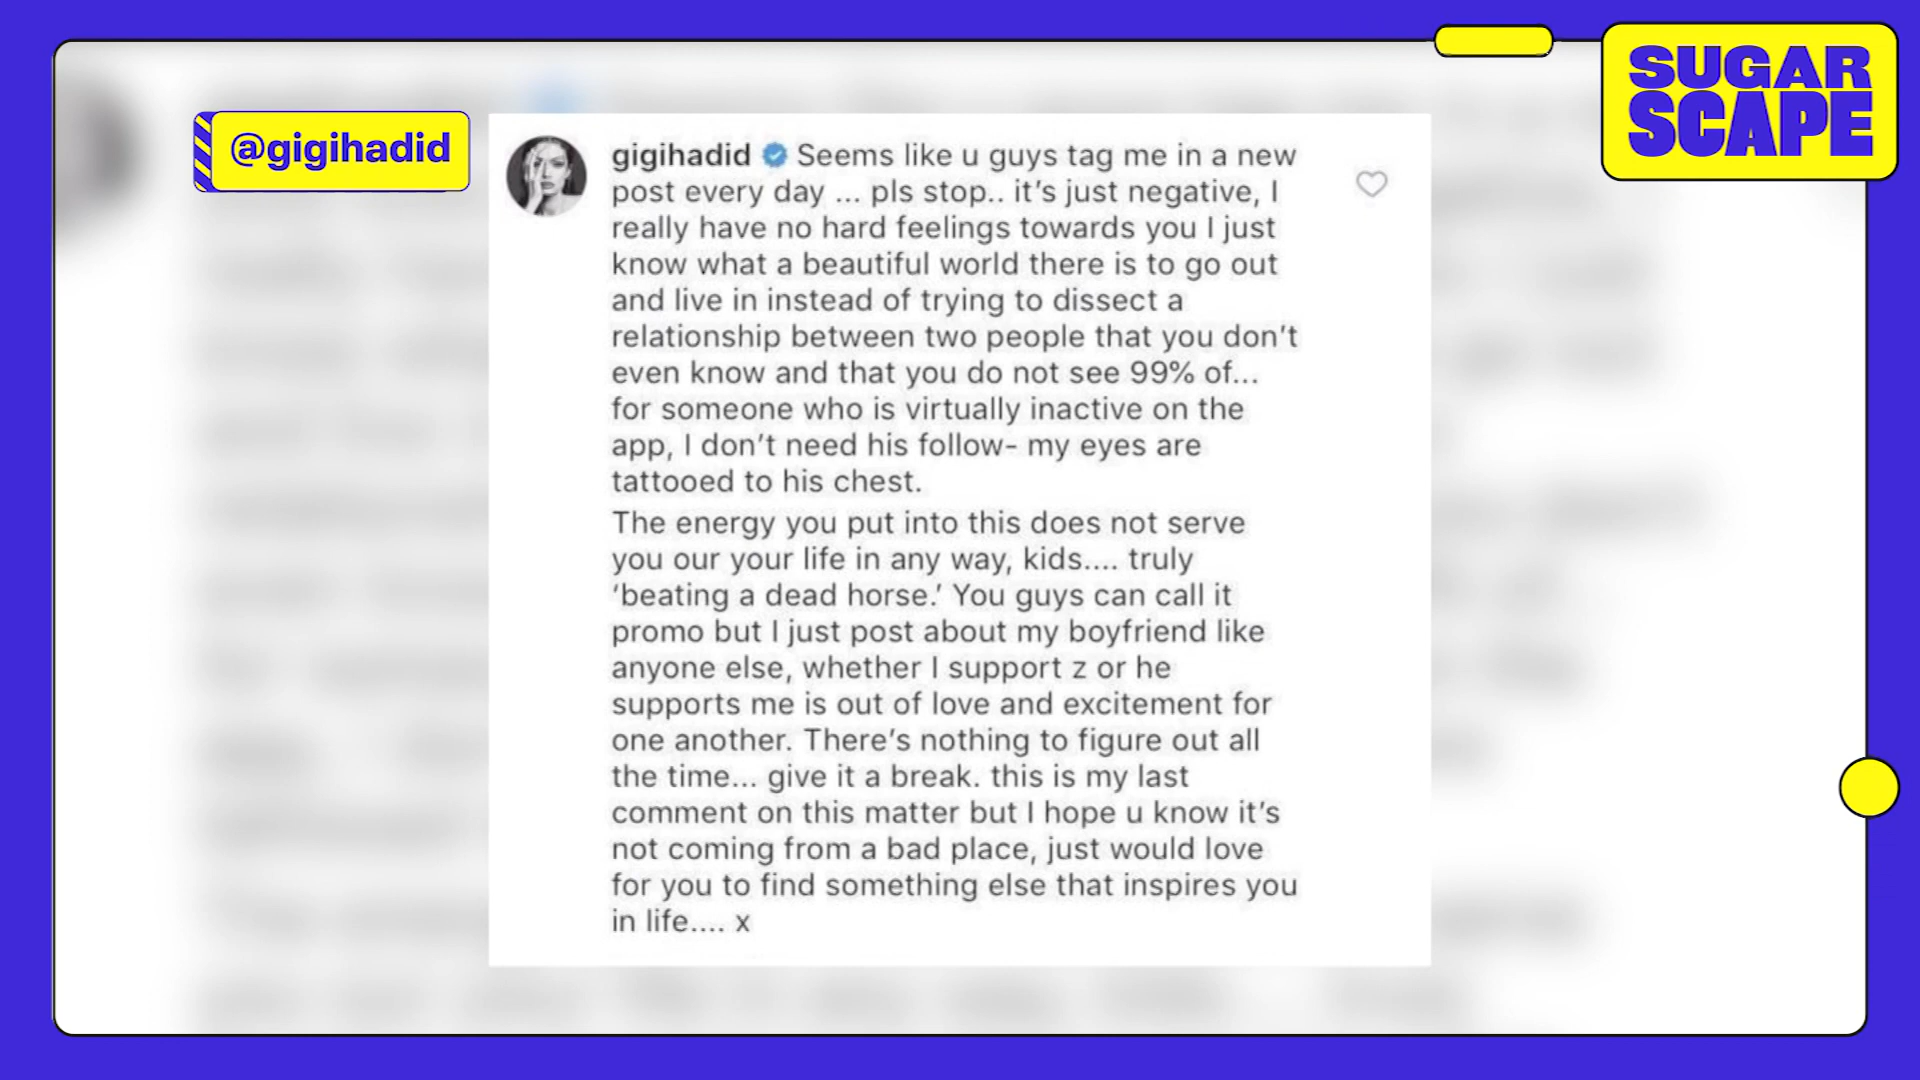 SUGAR
SCAPE
@gigihadid
gigihadid Seems like u guys tag me in a new
post every day ... pls stop.. it's just negative, I
really have no hard feelings towards you I just
know what a beautiful world there is to go out
and live in instead of trying to dissect a
relationship between two people that you don't
even know and that you do not see 99% of...
for someone who is virtually inactive on the
app, I don't need his follow- my eyes are
tattooed to his chest.
The energy you put into this does not serve
you our your life in any way, kids.... truly
'beating a dead horse.' You guys can call it
promo but I just post about my boyfriend like
anyone else, whether I support z or he
supports me is out of love and excitement for
one another. There's nothing to figure out all
the time... give it a break. this is my last
comment on this matter but I hope u know it's
not coming from a bad place, just would love
for you to find something else that inspires you
in life.... x